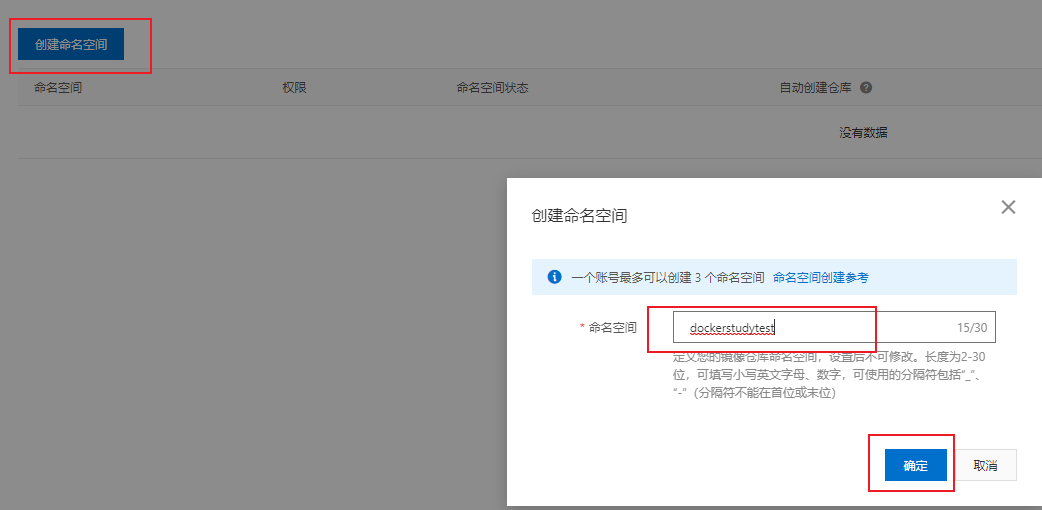 创建命名空间
命名空间 权限 命名空间状态 自动创建仓库 ?
没有数据
创建命名空间
一个账号最多可以创建 3 个命名空间 命名空间创建参考
* 命名空间 dockerstudytest 15/30
定义您的镜像仓库命名空间，设置后不可修改。长度为2-30
位，可填写小写英文字母、数字，可使用的分隔符包括“_”、
“-”（分隔符不能在首位或末位）
确定 取消